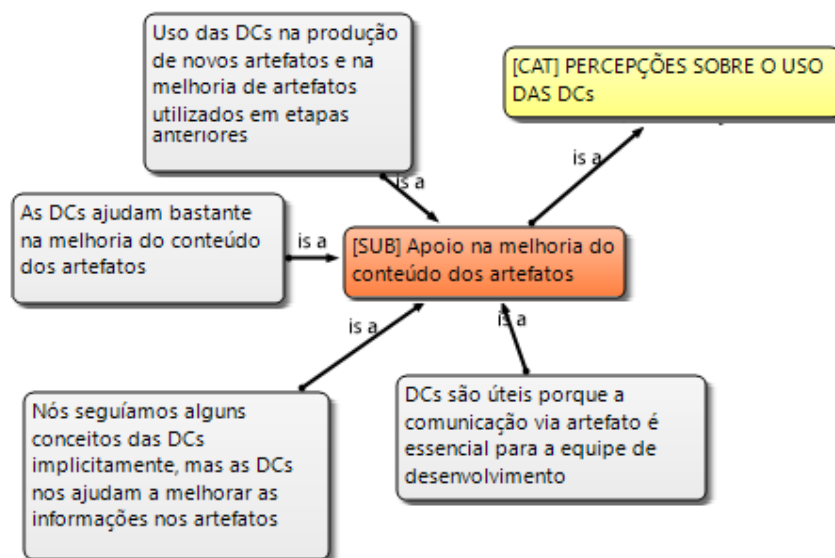 Uso das DCs na produção
de novos artefatos e na
melhoria de artefatos
utilizados em etapas
anteriores
[CAT] PERCEPÇÕES SOBRE O USO
DAS DCs
is a
is a
As DCs ajudam bastante
na melhoria do conteúdo
dos artefatos
is a
[SUB] Apoio na melhoria do
conteúdo dos artefatos
is a
is a
Nós seguíamos alguns
conceitos das DCs
implicitamente, mas as DCs
nos ajudam a melhorar as
informações nos artefatos
DCs são úteis porque a
comunicação via artefato é
essencial para a equipe de
desenvolvimento